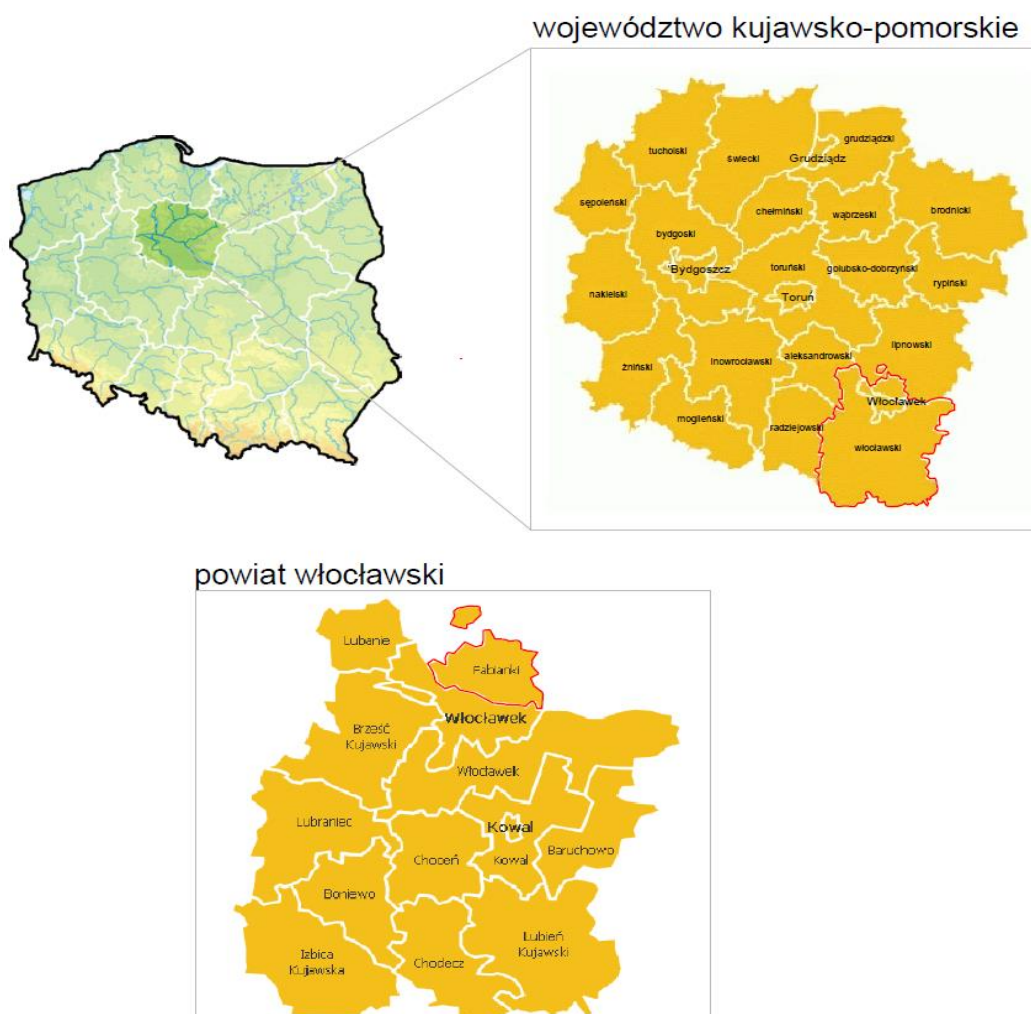 województwo kujawsko-pomorskie
tucholski
świecki
grudziądzki
Grudziądz
sępoleński
chełmiński
wąbrzeski
brodnicki
bydgoski
Bydgoszcz
toruński
golubsko-dobrzyński
rypiński
nakielski
Toruń
żniński
inowrocławski
aleksandrowski
lipnowski
Włocławek
mogileński
radziejowski
włocławski
powiat włocławski
Lubanie
Fabianki
Włocławek
Brześć
Kujawski
Włocławek
Lubraniec
Kowal
Choceń
Kowal
Baruchowo
Boniewo
Lubień
Kujawski
Izbica
Kujawska
Chodecz